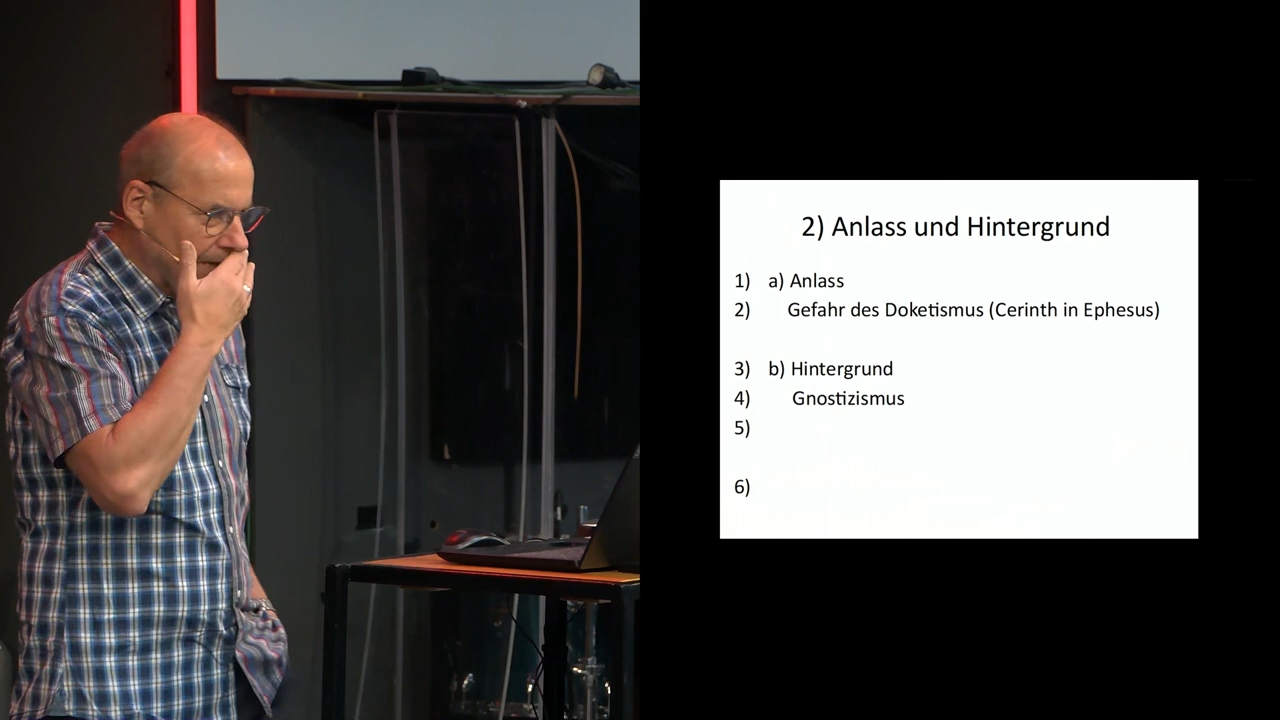 2) Anlass und Hintergrund
1) a) Anlass
2) Gefahr des Doketismus (Cerinth in Ephesus)
3) b) Hintergrund
4) Gnostizismus
5)
6)